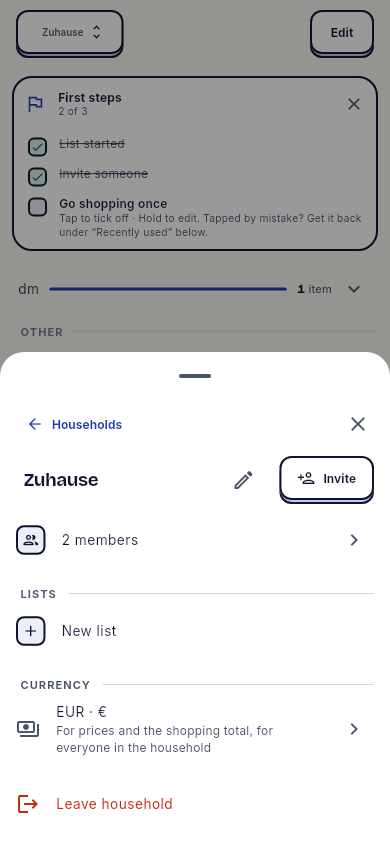 Zuhause
Edit
First steps
2 of 3
List started
Invite someone
Go shopping once
Tap to tick off · Hold to edit. Tapped by mistake? Get it back
under “Recently used” below.
dm
1 item
OTHER
Households
Zuhause
Invite
2 members
LISTS
New list
CURRENCY
EUR · €
For prices and the shopping total, for
everyone in the household
Leave household